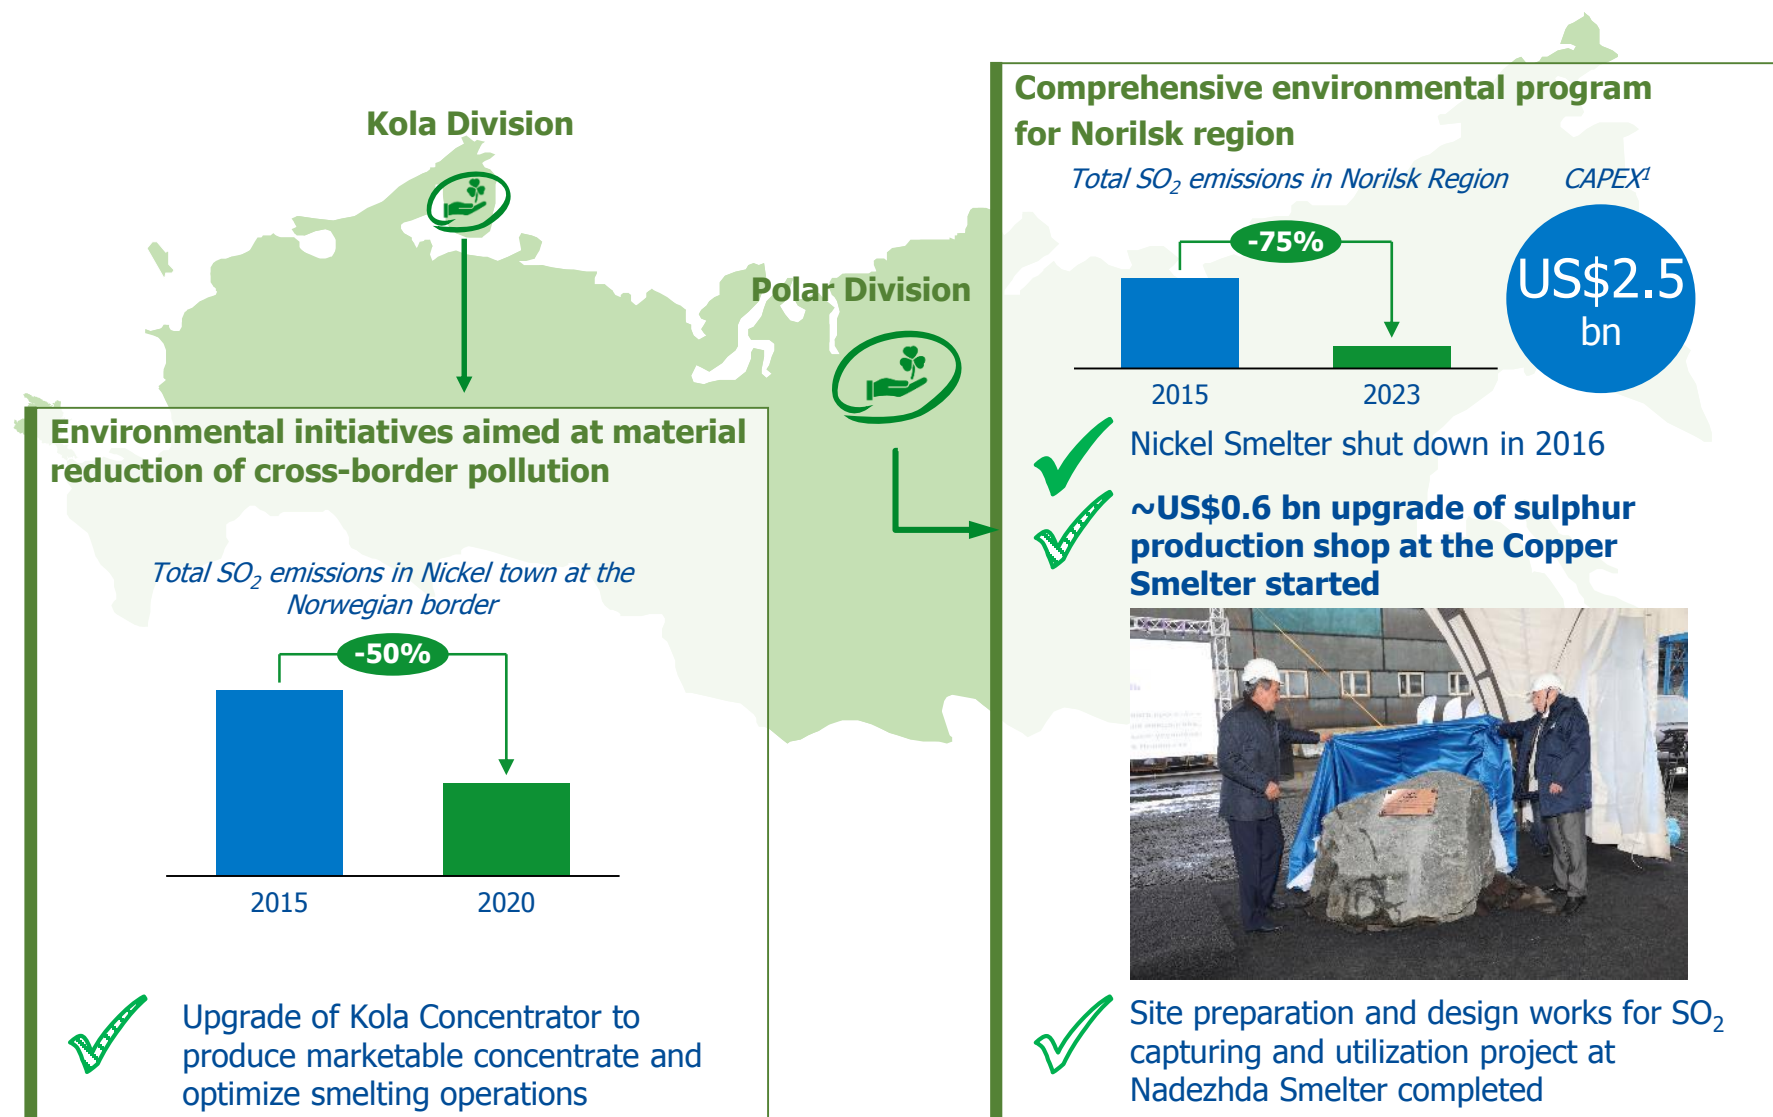 Kola Division
Polar Division
Environmental initiatives aimed at material
reduction of cross-border pollution
Total SO₂ emissions in Nickel town at the
Norwegian border
-50%
2015
2020
Upgrade of Kola Concentrator to
produce marketable concentrate and
optimize smelting operations
Comprehensive environmental program
for Norilsk region
Total SO₂ emissions in Norilsk Region
CAPEX¹
-75%
US$2.5
bn
2015
2023
Nickel Smelter shut down in 2016
~US$0.6 bn upgrade of sulphur
production shop at the Copper
Smelter started
Site preparation and design works for SO₂
capturing and utilization project at
Nadezhda Smelter completed